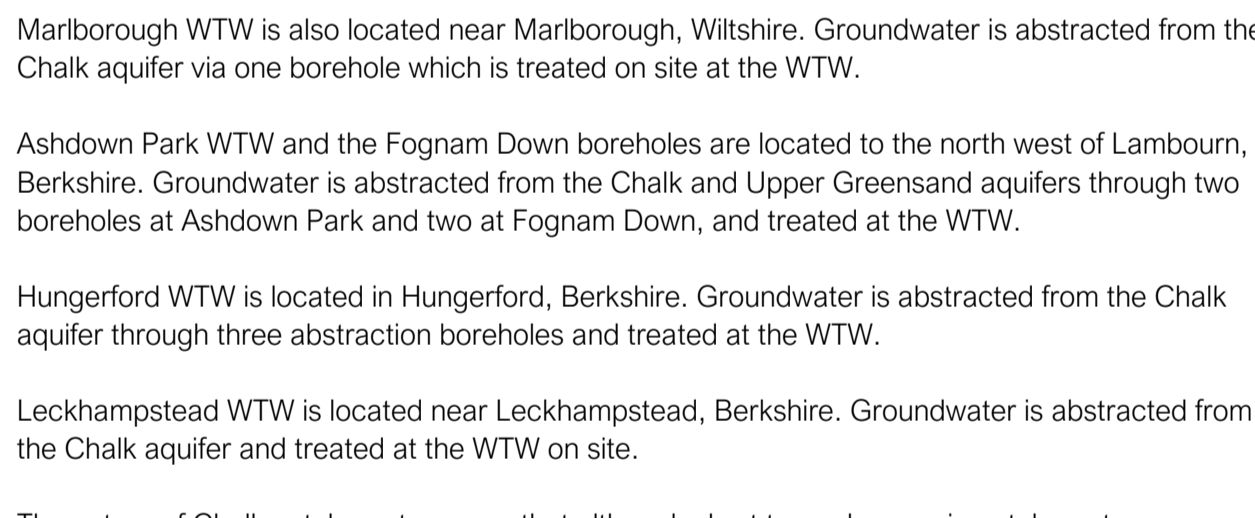 Marlborough WTW is also located near Marlborough, Wiltshire. Groundwater is abstracted from the
Chalk aquifer via one borehole which is treated on site at the WTW.
Ashdown Park WTW and the Fognam Down boreholes are located to the north west of Lambourn,
Berkshire. Groundwater is abstracted from the Chalk and Upper Greensand aquifers through two
boreholes at Ashdown Park and two at Fognam Down, and treated at the WTW.
Hungerford WTW is located in Hungerford, Berkshire. Groundwater is abstracted from the Chalk
aquifer through three abstraction boreholes and treated at the WTW.
Leckhampstead WTW is located near Leckhampstead, Berkshire. Groundwater is abstracted from
the Chalk aquifer and treated at the WTW on site.